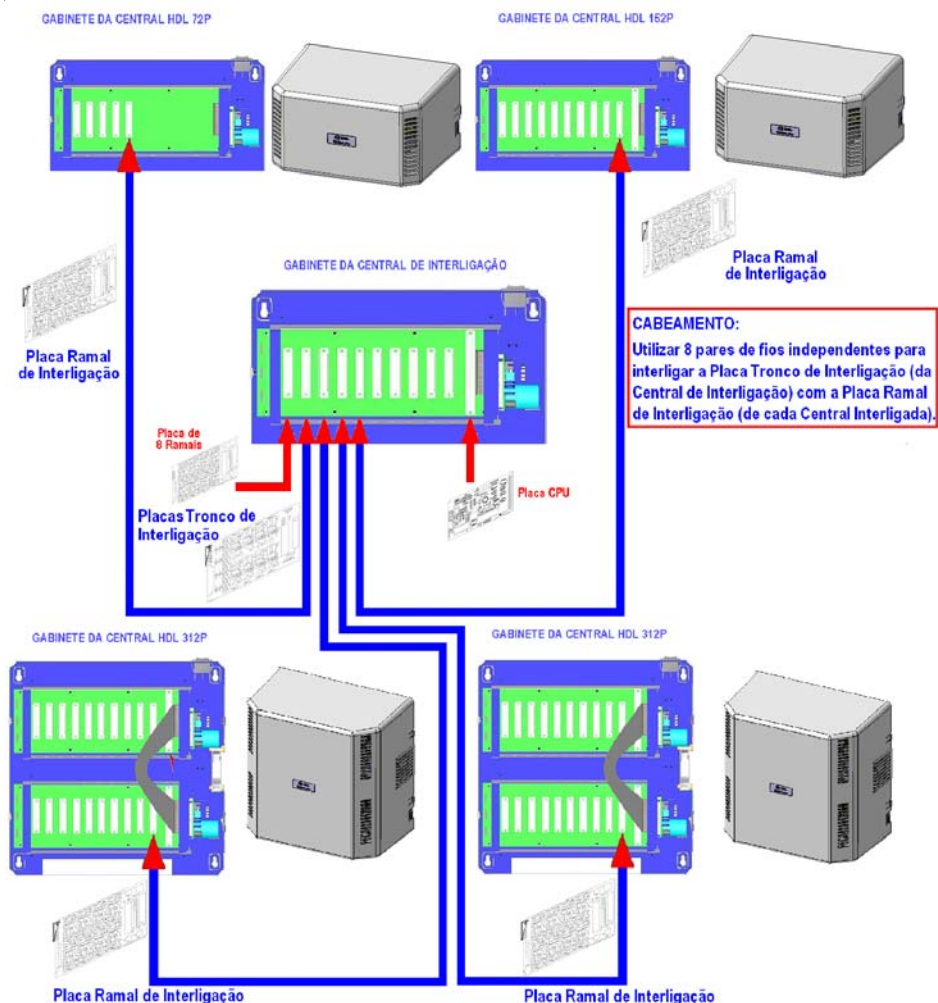 GABINETE DA CENTRAL HDL 72P
GABINETE DA CENTRAL HDL 152P
Placa Ramal
de Interligação
GABINETE DA CENTRAL DE INTERLIGAÇÃO
Placa Ramal
de Interligação
CABEAMENTO:
Utilizar 8 pares de fios independentes para
interligar a Placa Tronco de Interligação (da
Central de Interligação) com a Placa Ramal
de Interligação (de cada Central Interligada).
Placa de
8 Ramais
Placa CPU
Placas Tronco de
Interligação
GABINETE DA CENTRAL HDL 312P
GABINETE DA CENTRAL HDL 312P
Placa Ramal de Interligação
Placa Ramal de Interligação